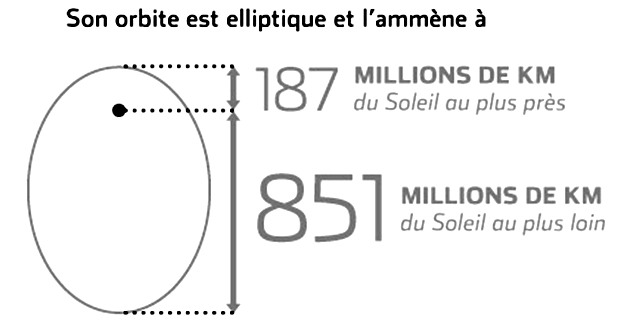 Son orbite est elliptique et l’ammène à
187 MILLIONS DE KM
du Soleil au plus près
851 MILLIONS DE KM
du Soleil au plus loin